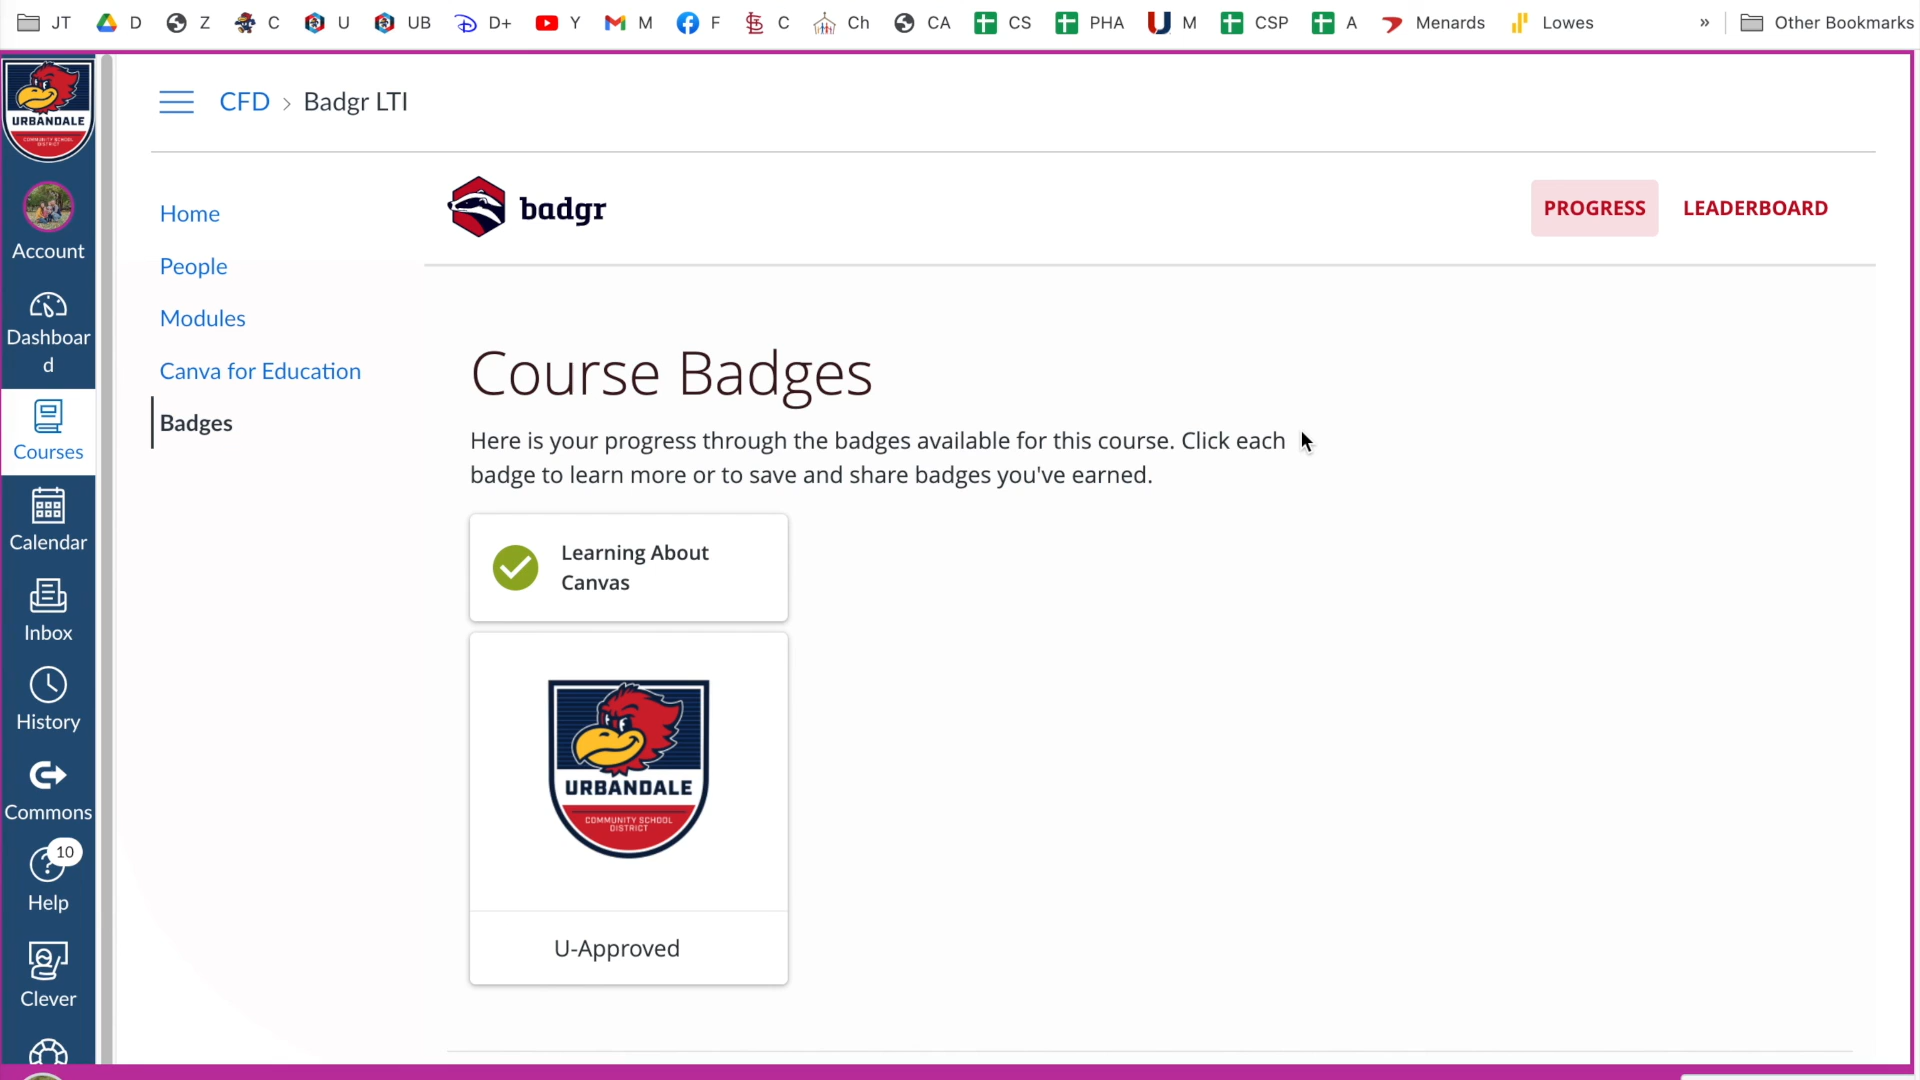 JT D Z C U UB D+ Y M F C Ch CA CS PHA M CSP A Menards Lowes » Other Bookmarks
URBANDALE
COMMUNITY SCHOOL
DISTRICT
CFD › Badgr LTI
Account
Dashboar
d
Courses
Calendar
Inbox
History
Commons
10
Help
Clever
Home
People
Modules
Canva for Education
Badges
badgr
PROGRESS LEADERBOARD
Course Badges
Here is your progress through the badges available for this course. Click each
badge to learn more or to save and share badges you've earned.
Learning About
Canvas
URBANDALE
COMMUNITY SCHOOL
DISTRICT
U-Approved